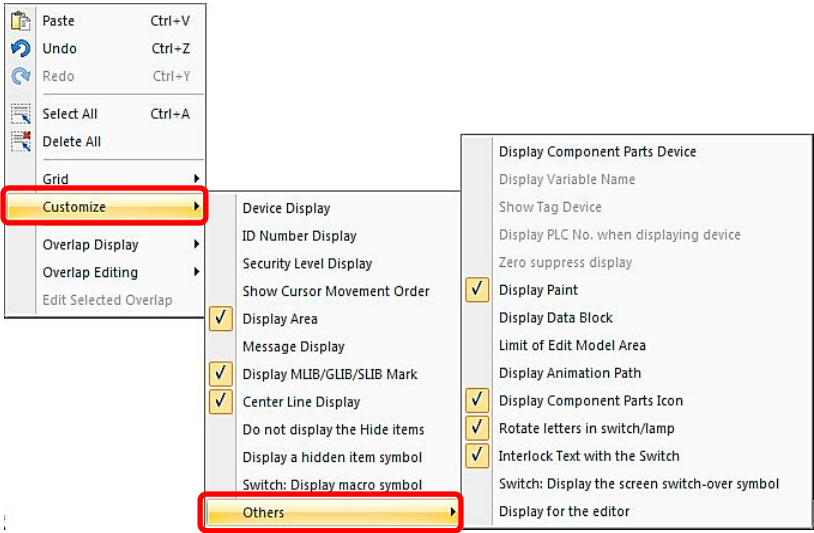 Paste Ctrl+V
Undo Ctrl+Z
Redo Ctrl+Y
Select All Ctrl+A
Delete All
Grid
Customize
Overlap Display
Overlap Editing
Edit Selected Overlap
Device Display
ID Number Display
Security Level Display
Show Cursor Movement Order
Display Area
Message Display
Display MLIB/GLIB/SLIB Mark
Center Line Display
Do not display the Hide items
Display a hidden item symbol
Switch: Display macro symbol
Others
Display Component Parts Device
Display Variable Name
Show Tag Device
Display PLC No. when displaying device
Zero suppress display
Display Paint
Display Data Block
Limit of Edit Model Area
Display Animation Path
Display Component Parts Icon
Rotate letters in switch/lamp
Interlock Text with the Switch
Switch: Display the screen switch-over symbol
Display for the editor